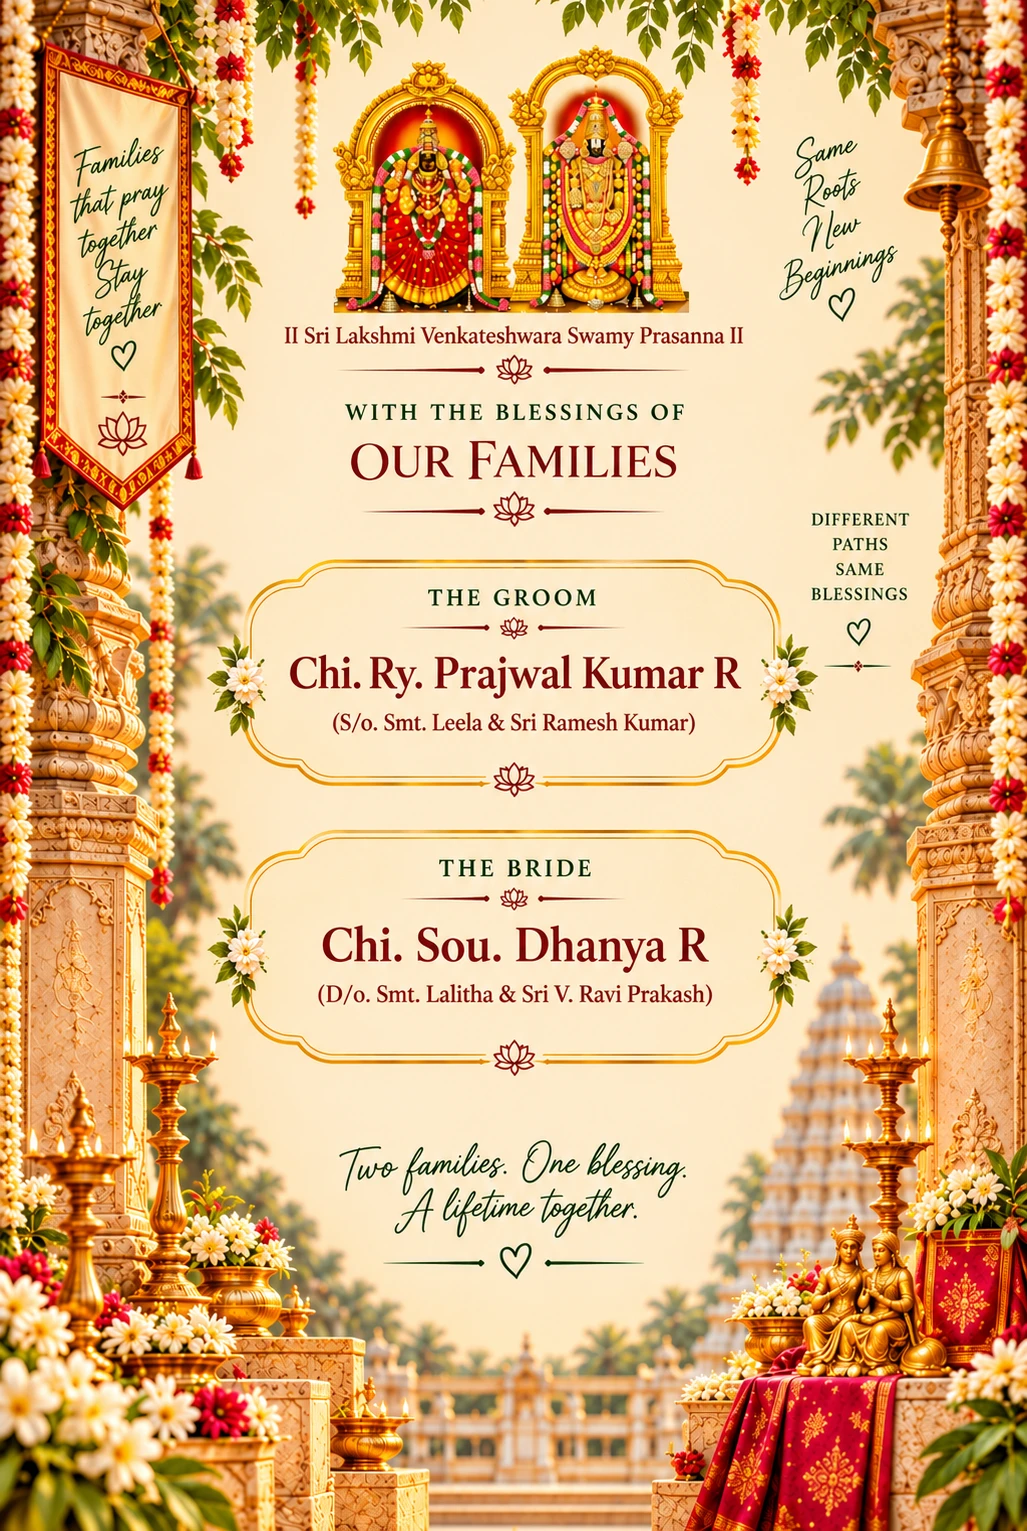 Families
that pray
together
Stay
together
Same
Roots
New
Beginnings
II Sri Lakshmi Venkateshwara Swamy Prasanna II
WITH THE BLESSINGS OF
OUR FAMILIES
DIFFERENT
PATHS
SAME
BLESSINGS
THE GROOM
Chi. Ry. Prajwal Kumar R
(S/o. Smt. Leela & Sri Ramesh Kumar)
THE BRIDE
Chi. Sou. Dhanya R
(D/o. Smt. Lalitha & Sri V. Ravi Prakash)
Two families. One blessing.
A lifetime together.